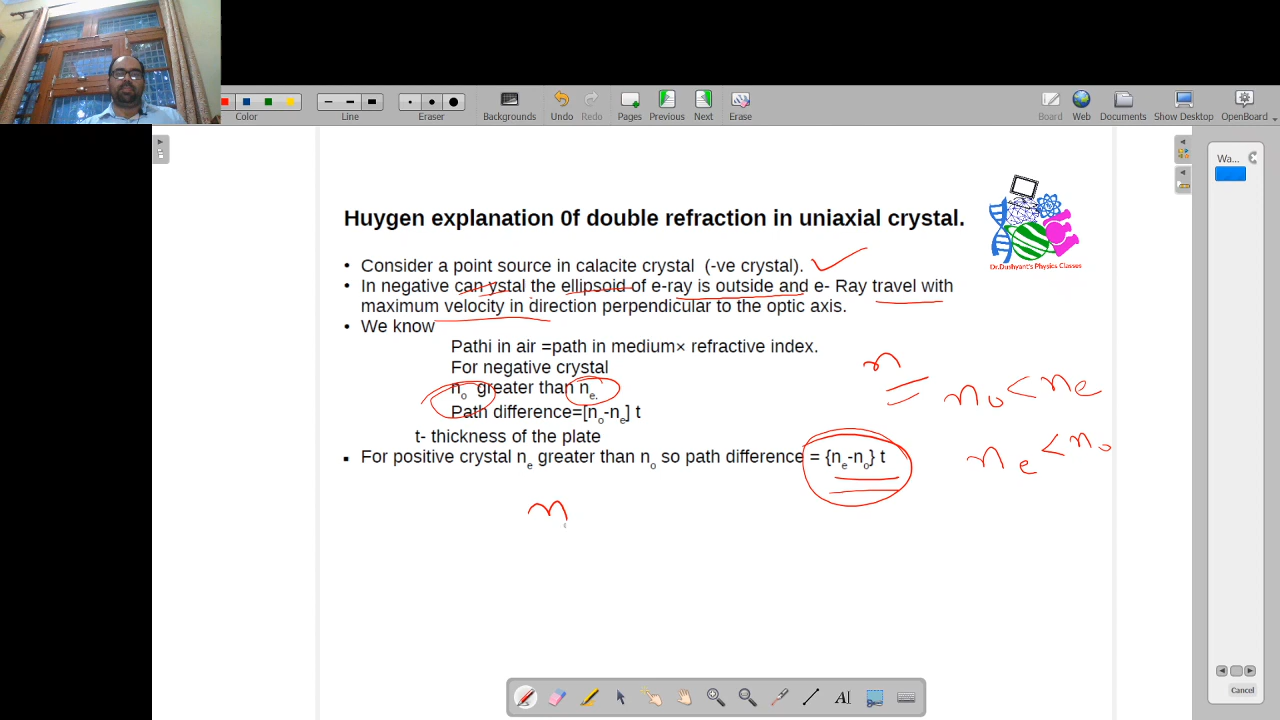 Color
Line
Eraser
Backgrounds
Undo
Redo
Pages
Previous
Next
Erase
Board
Web
Documents
Show Desktop
OpenBoard
Wa...
Huygen explanation 0f double refraction in uniaxial crystal.
Dr.Dushyant's Physics Classes
• Consider a point source in calacite crystal (-ve crystal).
• In negative can ystal the ellipsoid of e-ray is outside and e- Ray travel with
maximum velocity in direction perpendicular to the optic axis.
• We know
Pathi in air =path in medium× refractive index.
For negative crystal
nₒ greater than nₑ.
Path difference=[nₒ-nₑ] t
t- thickness of the plate
▪ For positive crystal nₑ greater than nₒ so path difference = {nₑ-nₒ} t
n
nₒ < nₑ
nₑ < nₒ
n
Cancel